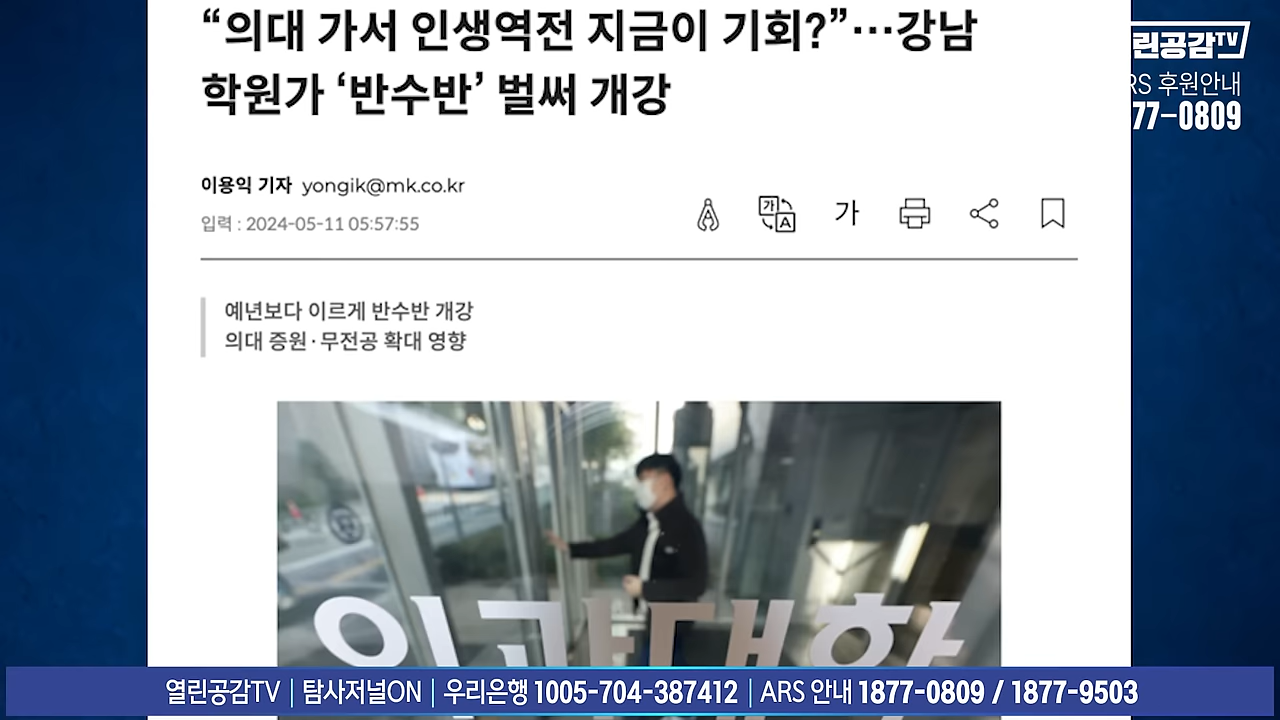 “의대 가서 인생역전 지금이 기회?”…강남
학원가 ‘반수반’ 벌써 개강
린공감TV
RS 후원안내
77-0809
이용익 기자 yongik@mk.co.kr
입력 : 2024-05-11 05:57:55
가
A
가
예년보다 이르게 반수반 개강
의대 증원·무전공 확대 영향
의과대학
열린공감TV | 탐사저널ON | 우리은행 1005-704-387412 | ARS 안내 1877-0809 / 1877-9503